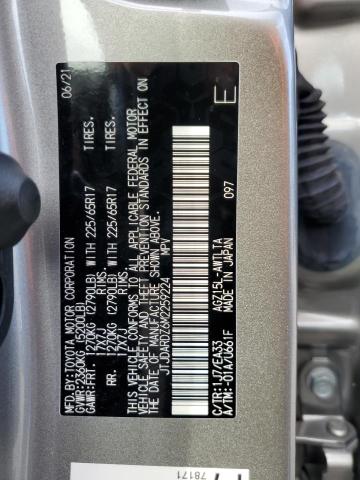 MFD.BY:TOYOTA MOTOR CORPORATION 06/21
GVWR:2360KG (5200LB)
GAWR:FRT. 1270KG (2790LB) WITH 225/65R17 TIRES.
17X7J RIMS.
RR. 1270KG (2790LB) WITH 225/65R17 TIRES.
17X7J RIMS.
THIS VEHICLE CONFORMS TO ALL APPLICABLE FEDERAL MOTOR
VEHICLE SAFETY AND THEFT PREVENTION STANDARDS IN EFFECT ON
THE DATE OF MANUFACTURE SHOWN ABOVE.
JTJDARDZ6M2259224 MPV
E
097
C/TR:1J7/EA33 AGZ15L-AWTLTA
A/TM:-01A/U661F MADE IN JAPAN
78171